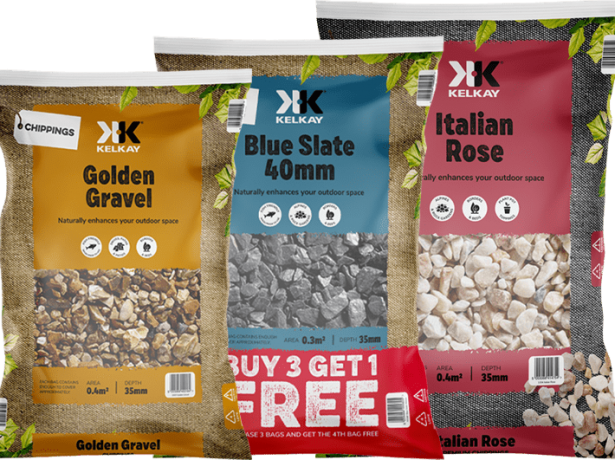 CHIPPINGS
KELKAY
Golden
Gravel
Naturally enhances your outdoor space
AREA
0.4m²
DEPTH
35mm
Golden Gravel
KELKAY
Blue Slate
40mm
Naturally enhances your outdoor space
AREA 0.3m²
DEPTH 35mm
BUY 3 GET 1
FREE
ASE 3 BAGS AND GET THE 4TH BAG FREE
KELKAY
Italian
Rose
Naturally enhances your outdoor space
AREA
0.4m²
DEPTH
35mm
Italian Rose